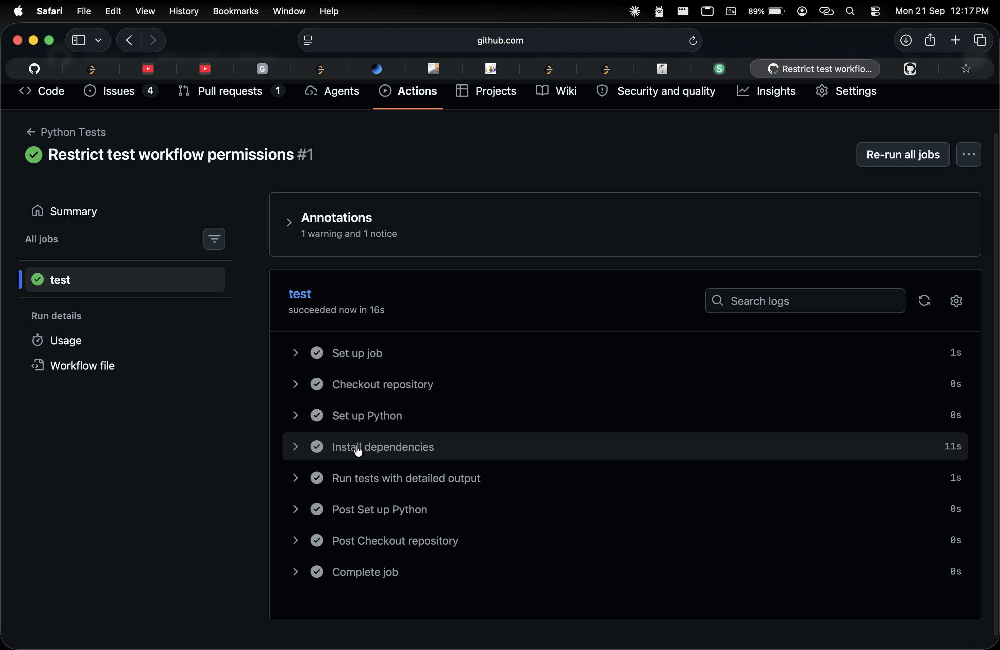 Safari File Edit View History Bookmarks Window Help 89% Mon 21 Sep 12:17 PM
github.com
G S Restrict test workflo...
Code Issues 4 Pull requests 1 Agents Actions Projects Wiki Security and quality Insights Settings
Python Tests
Restrict test workflow permissions #1
Re-run all jobs
Summary
All jobs
test
Run details
Usage
Workflow file
Annotations
1 warning and 1 notice
test
succeeded now in 16s
Search logs
Set up job 1s
Checkout repository 0s
Set up Python 0s
Install dependencies 11s
Run tests with detailed output 1s
Post Set up Python 0s
Post Checkout repository 0s
Complete job 0s